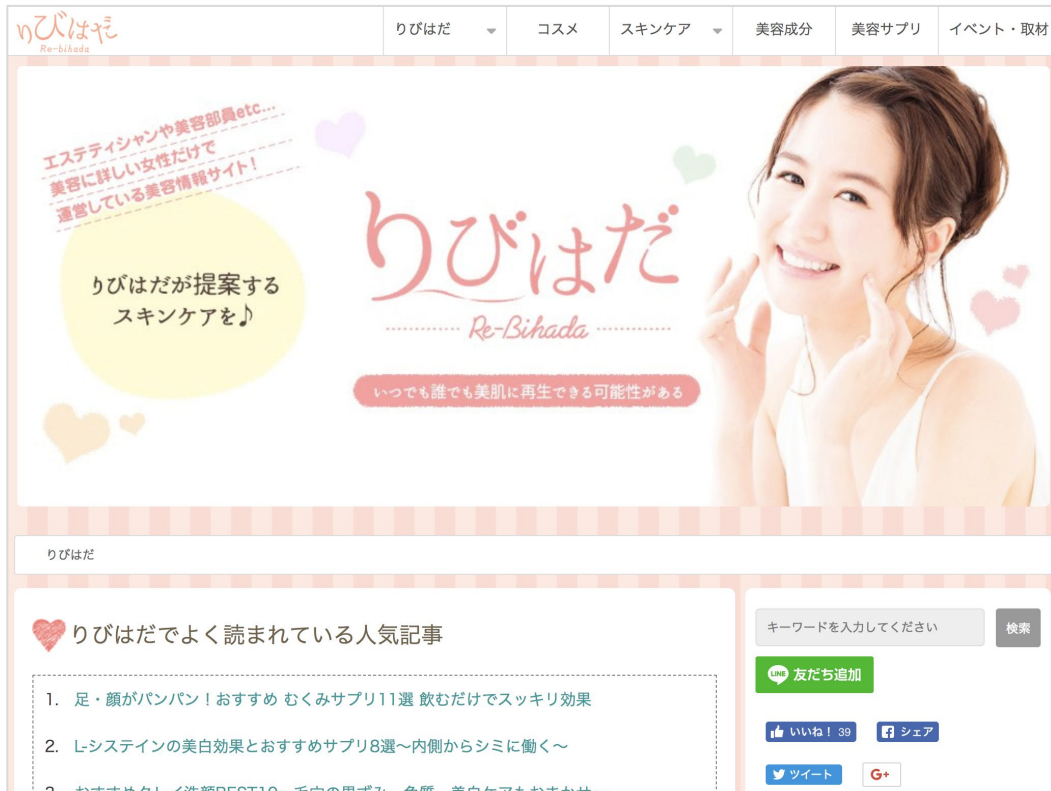 りびはだ
Re-bihada
りびはだ
コスメ
スキンケア
美容成分
美容サプリ
イベント・取材
エステティシャンや美容部員etc...
美容に詳しい女性だけで
運営している美容情報サイト！
りびはだが提案する
スキンケアを♪
りびはだ
Re-Bihada
いつでも誰でも美肌に再生できる可能性がある
りびはだ
りびはだでよく読まれている人気記事
1. 足・顔がパンパン！おすすめ むくみサプリ11選 飲むだけでスッキリ効果
2. L-システインの美白効果とおすすめサプリ8選〜内側からシミに働く〜
キーワードを入力してください
検索
LINE 友だち追加
いいね！ 39
シェア
ツイート
G+